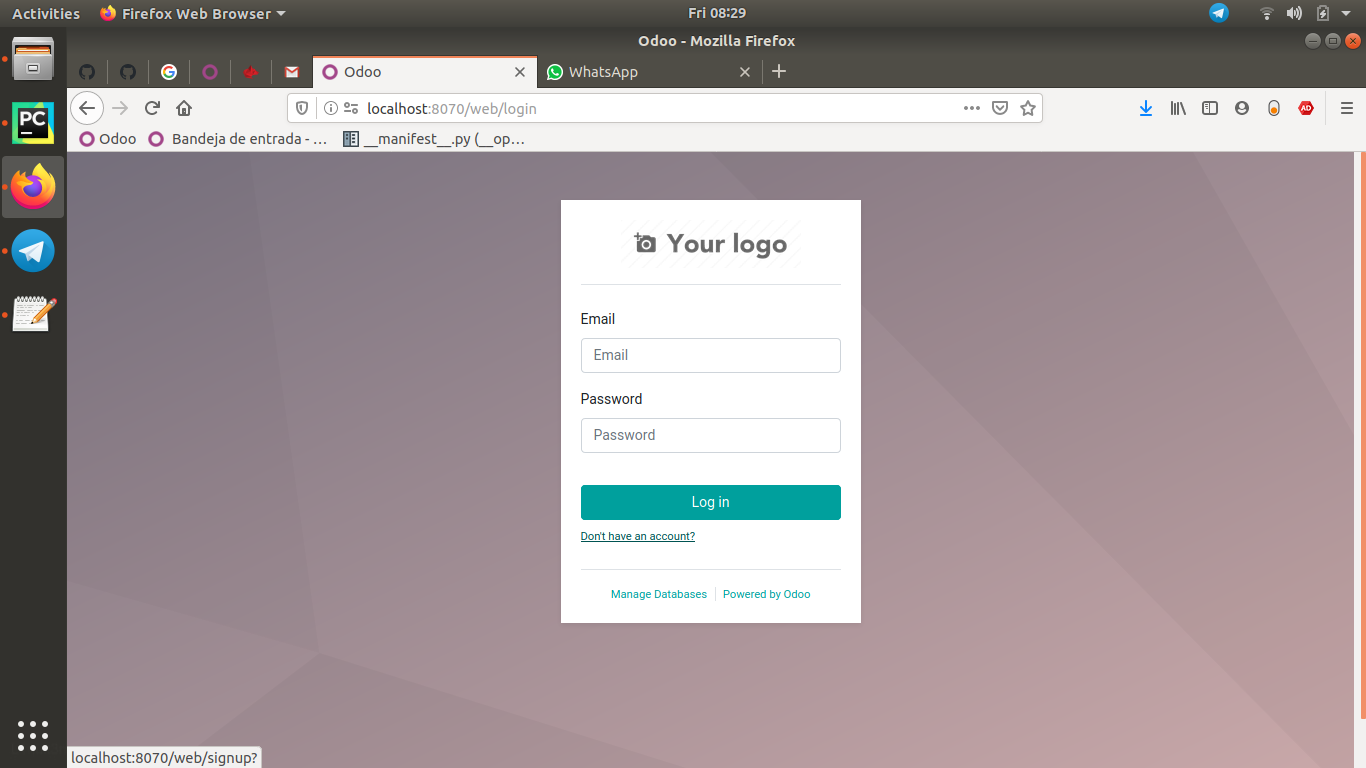 Activities Firefox Web Browser Fri 08:29
Odoo - Mozilla Firefox
Odoo WhatsApp
localhost:8070/web/login
Odoo Bandeja de entrada - ... __manifest__.py (__op...
Your logo
Email
Email
Password
Password
Log in
Don't have an account?
Manage Databases Powered by Odoo
localhost:8070/web/signup?
PC
AD